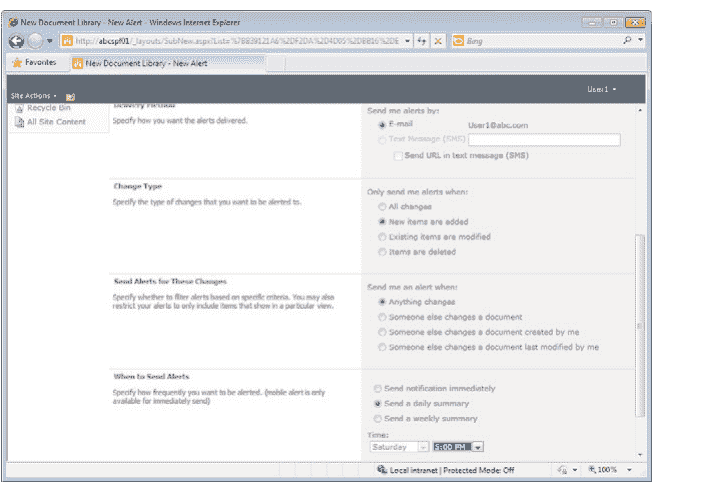 New Document Library - New Alert - Windows Internet Explorer
http://abcspf01/_layouts/SubNew.aspx?List=
Bing
Favorites
New Document Library - New Alert
User1
Site Actions
Recycle Bin
All Site Content
Delivery Method
Specify how you want the alerts delivered.
Send me alerts by:
E-mail User1@abc.com
Text Message (SMS)
Send URL in text message (SMS)
Change Type
Specify the type of changes that you want to be alerted to.
Only send me alerts when:
All changes
New items are added
Existing items are modified
Items are deleted
Send Alerts for These Changes
Specify whether to filter alerts based on specific criteria. You may also
restrict your alerts to only include items that show in a particular view.
Send me an alert when:
Anything changes
Someone else changes a document
Someone else changes a document created by me
Someone else changes a document last modified by me
When to Send Alerts
Specify how frequently you want to be alerted. (mobile alert is only
available for immediately send)
Send notification immediately
Send a daily summary
Send a weekly summary
Time:
Saturday 5:00 PM
Local intranet | Protected Mode: Off
100%